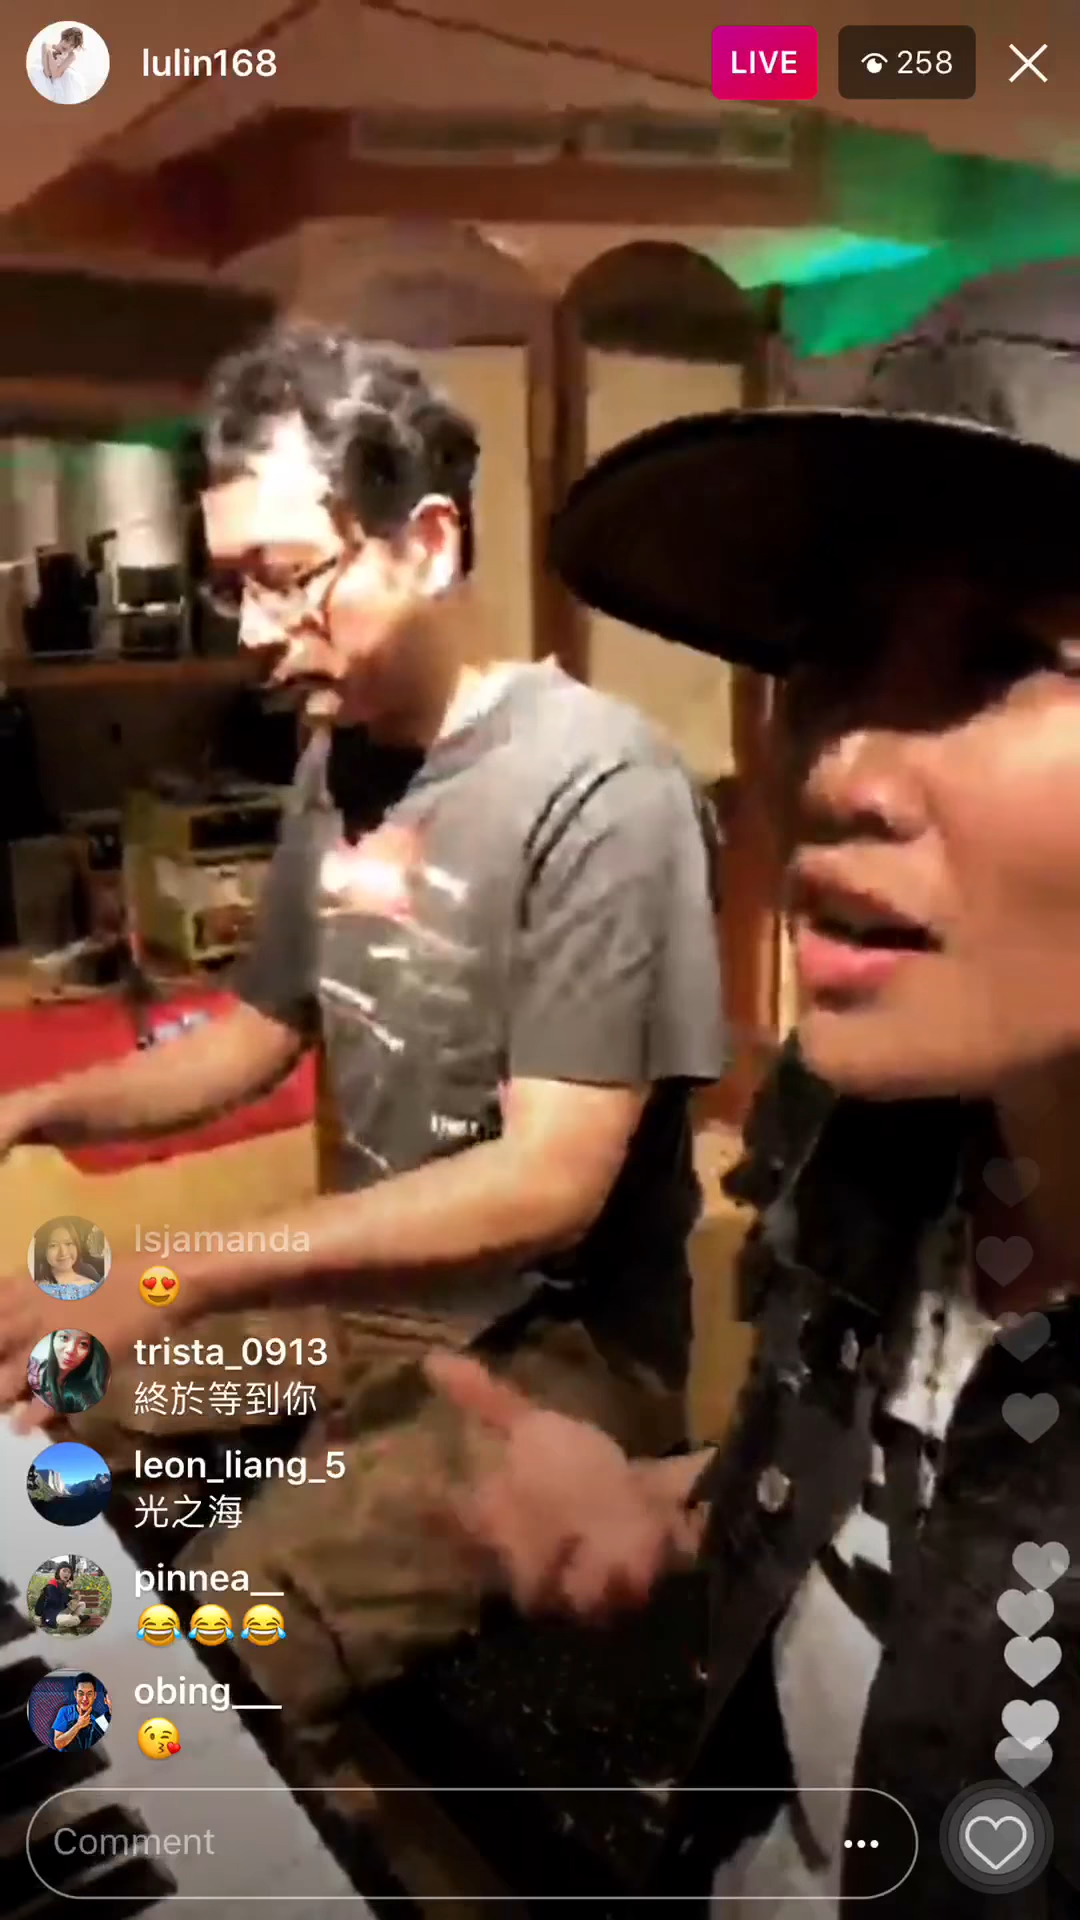 lulin168
LIVE
258
lsjamanda
😍
trista_0913
終於等到你
leon_liang_5
光之海
pinnea__
😂😂😂
obing___
😘
Comment